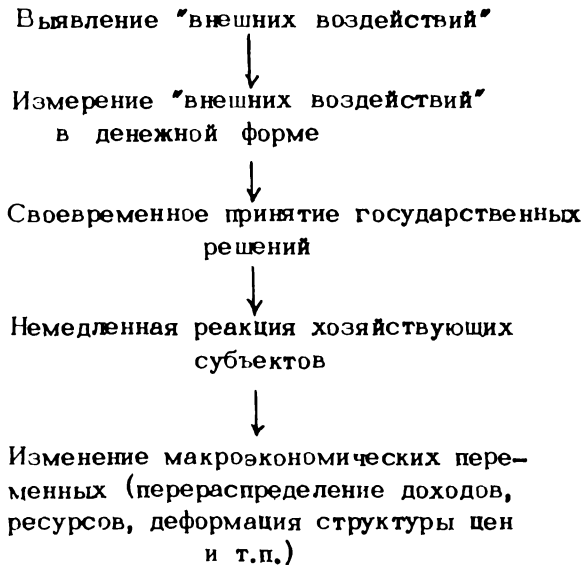 Выявление "внешних воздействий"
Измерение "внешних воздействий"
в денежной форме
Своевременное принятие государственных
решений
Немедленная реакция хозяйствующих
субъектов
Изменение макроэкономических пере-
менных (перераспределение доходов,
ресурсов, деформация структуры цен
и т.п.)